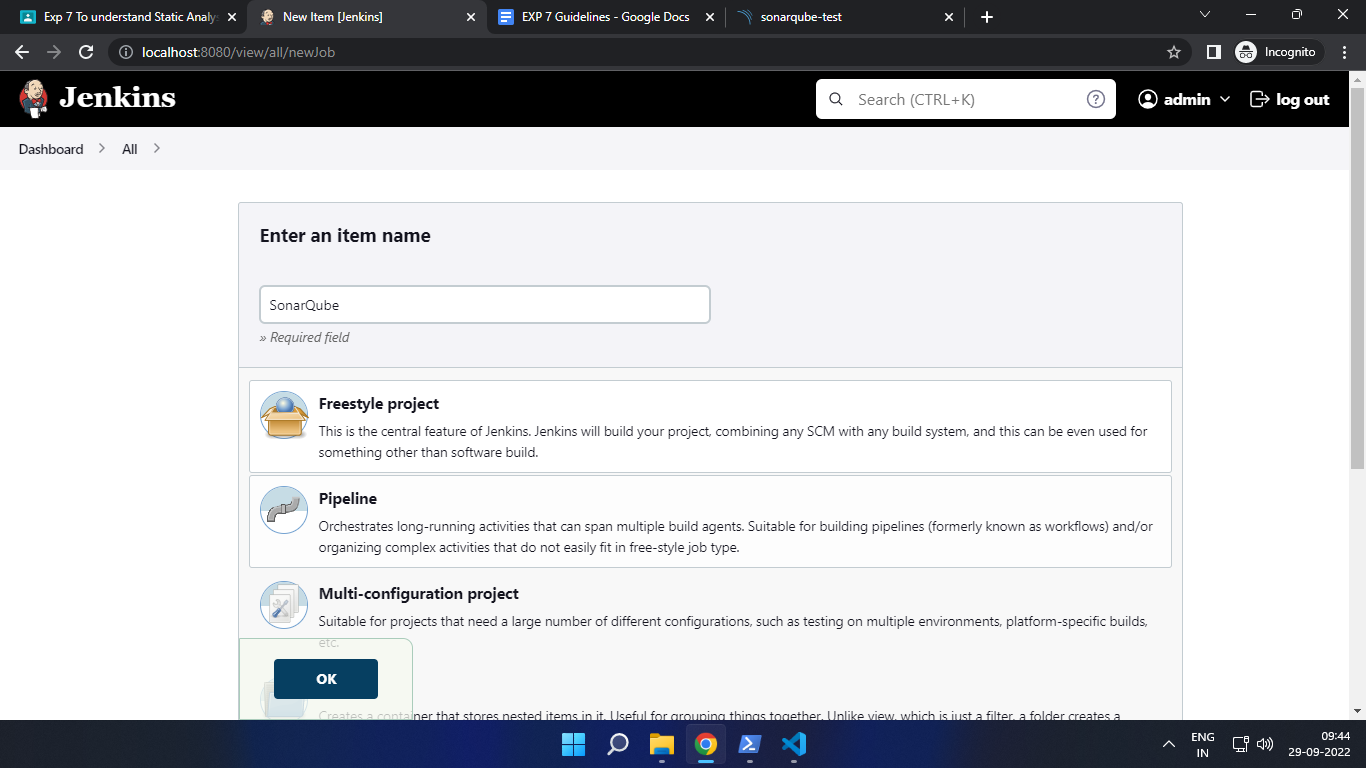 Exp 7 To understand Static Analys
New Item [Jenkins]
EXP 7 Guidelines - Google Docs
sonarqube-test
localhost:8080/view/all/newJob
Incognito
Jenkins
Search (CTRL+K)
admin
log out
Dashboard
All
Enter an item name
SonarQube
» Required field
Freestyle project
This is the central feature of Jenkins. Jenkins will build your project, combining any SCM with any build system, and this can be even used for
something other than software build.
Pipeline
Orchestrates long-running activities that can span multiple build agents. Suitable for building pipelines (formerly known as workflows) and/or
organizing complex activities that do not easily fit in free-style job type.
Multi-configuration project
Suitable for projects that need a large number of different configurations, such as testing on multiple environments, platform-specific builds,
etc.
OK
Creates a container that stores nested items in it. Useful for grouping things together. Unlike view, which is just a filter, a folder creates a
ENG
IN
09:44
29-09-2022